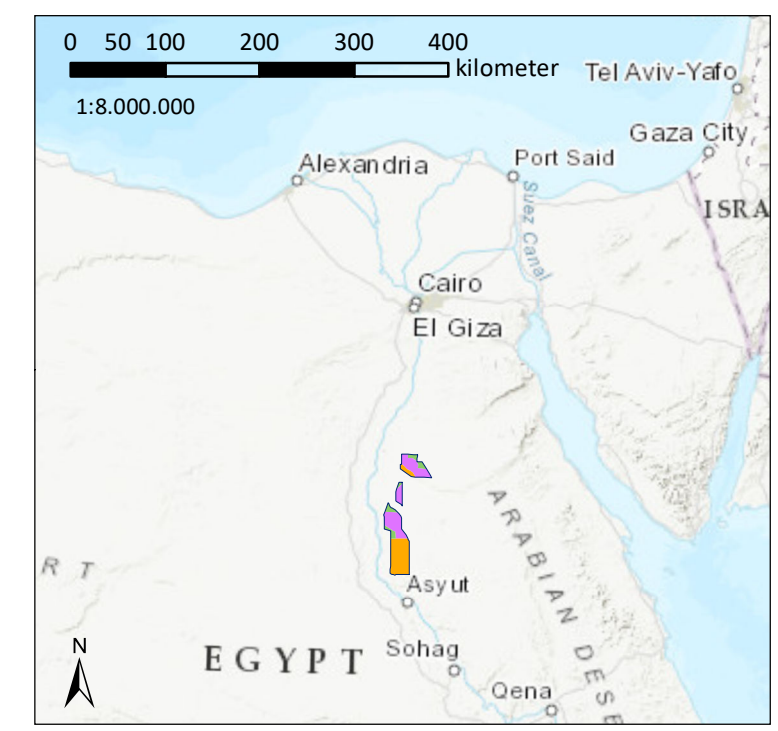 0 50 100 200 300 400
kilometer
1:8.000.000
Tel Aviv-Yafo
Gaza City
Alexandria
Port Said
ISRA
Suez Canal
Cairo
El Giza
ARABIAN DESE
R T
Asyut
N
EGYPT
Sohag
Qena